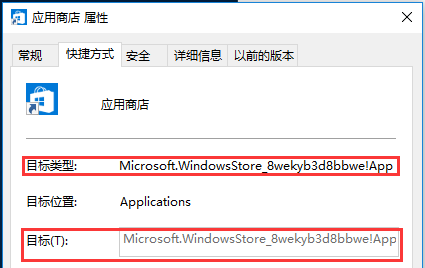 应用商店 属性
常规 快捷方式 安全 详细信息 以前的版本
应用商店
目标类型: Microsoft.WindowsStore_8wekyb3d8bbwe!App
目标位置: Applications
目标(T): Microsoft.WindowsStore_8wekyb3d8bbwe!App